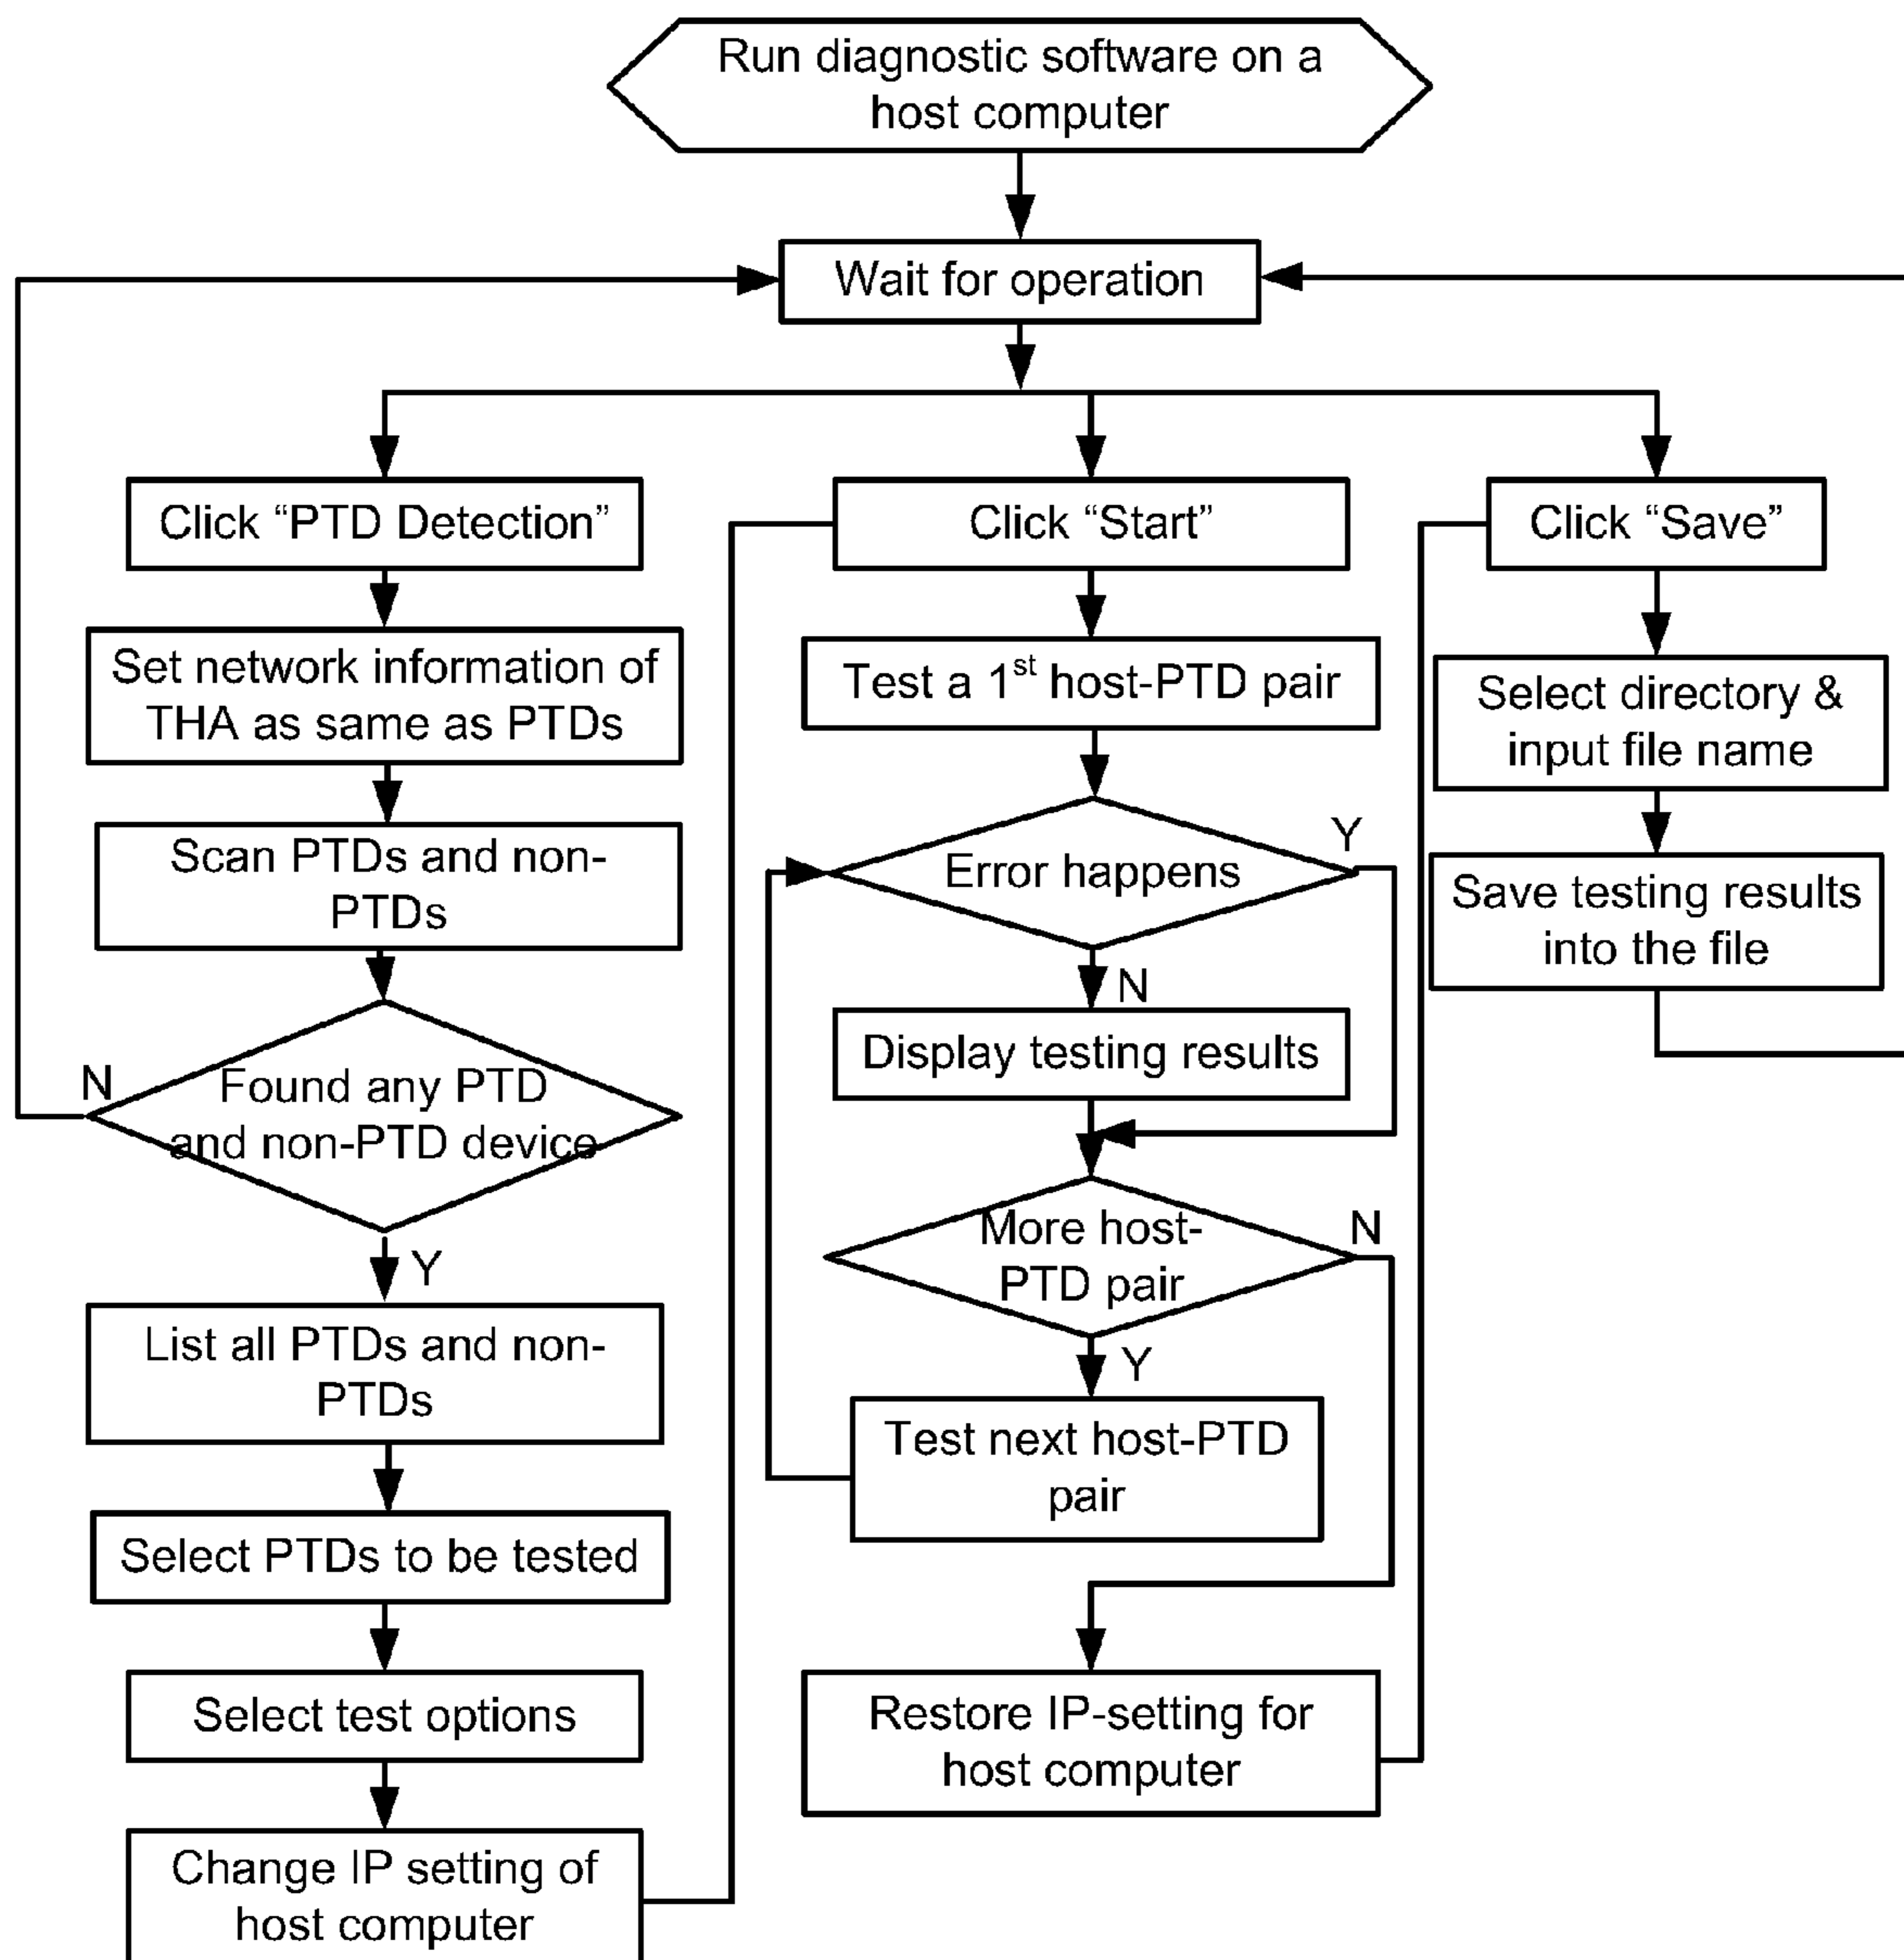 Run diagnostic software on a
host computer
Wait for operation
Click “PTD Detection”
Set network information of
THA as same as PTDs
Scan PTDs and non-
PTDs
N
Found any PTD
and non-PTD device
Y
List all PTDs and non-
PTDs
Select PTDs to be tested
Select test options
Change IP setting of
host computer
Click “Start”
Test a 1st host-PTD pair
Error happens
Y
N
Display testing results
More host-
PTD pair
N
Y
Test next host-PTD
pair
Restore IP-setting for
host computer
Click “Save”
Select directory &
input file name
Save testing results
into the file